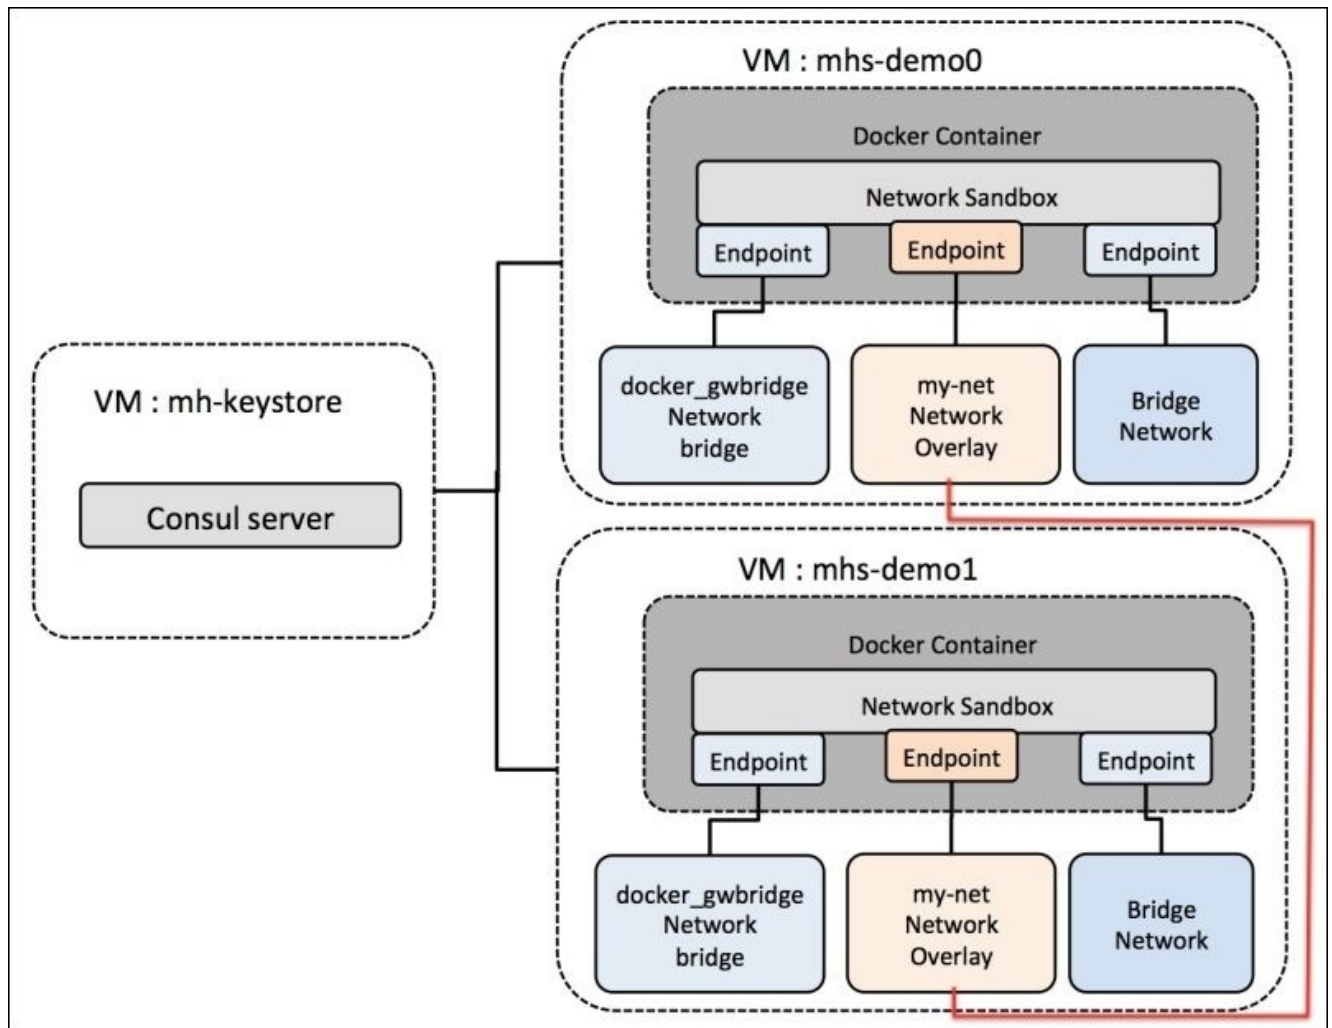 VM : mhs-demo0
Docker Container
Network Sandbox
Endpoint
Endpoint
Endpoint
docker_gwbridge
Network
bridge
my-net
Network
Overlay
Bridge
Network
VM : mh-keystore
Consul server
VM : mhs-demo1
Docker Container
Network Sandbox
Endpoint
Endpoint
Endpoint
docker_gwbridge
Network
bridge
my-net
Network
Overlay
Bridge
Network